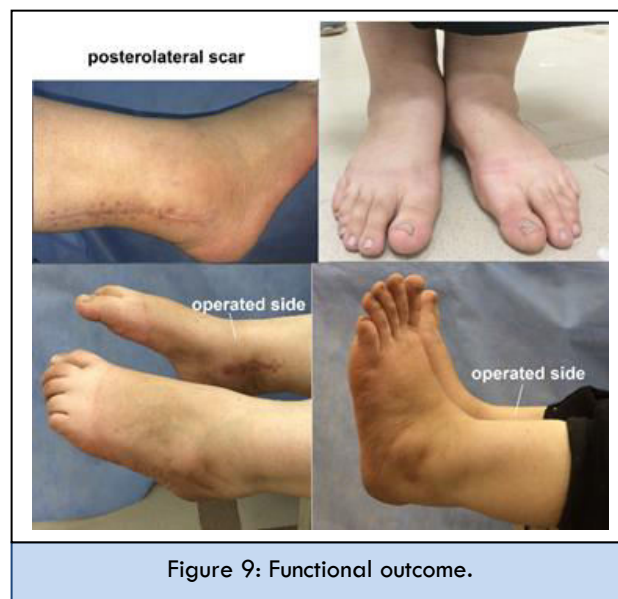 posterolateral scar
operated side
operated side
Figure 9: Functional outcome.